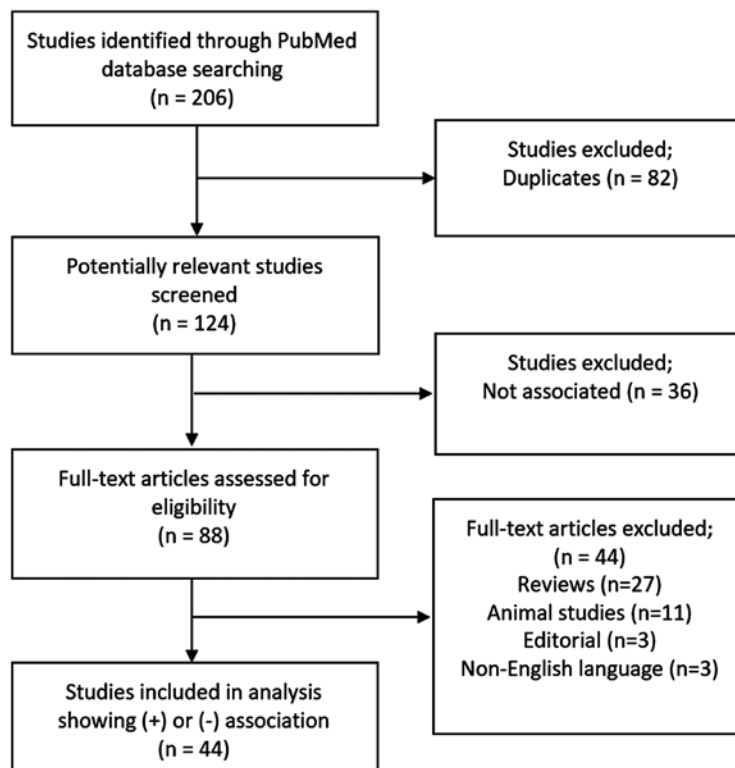 Studies identified through PubMed
database searching
(n = 206)
Studies excluded;
Duplicates (n = 82)
Potentially relevant studies
screened
(n = 124)
Studies excluded;
Not associated (n = 36)
Full-text articles assessed for
eligibility
(n = 88)
Full-text articles excluded;
(n = 44)
Reviews (n=27)
Animal studies (n=11)
Editorial (n=3)
Non-English language (n=3)
Studies included in analysis
showing (+) or (-) association
(n = 44)